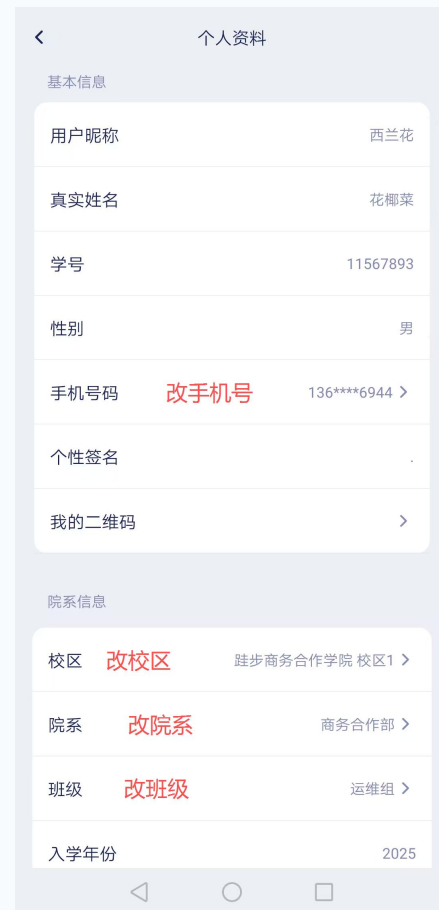 个人资料
基本信息
用户昵称 西兰花
真实姓名 花椰菜
学号 11567893
性别 男
手机号码 改手机号 136****6944
个性签名 .
我的二维码
院系信息
校区 改校区 跬步商务合作学院 校区1
院系 改院系 商务合作部
班级 改班级 运维组
入学年份 2025